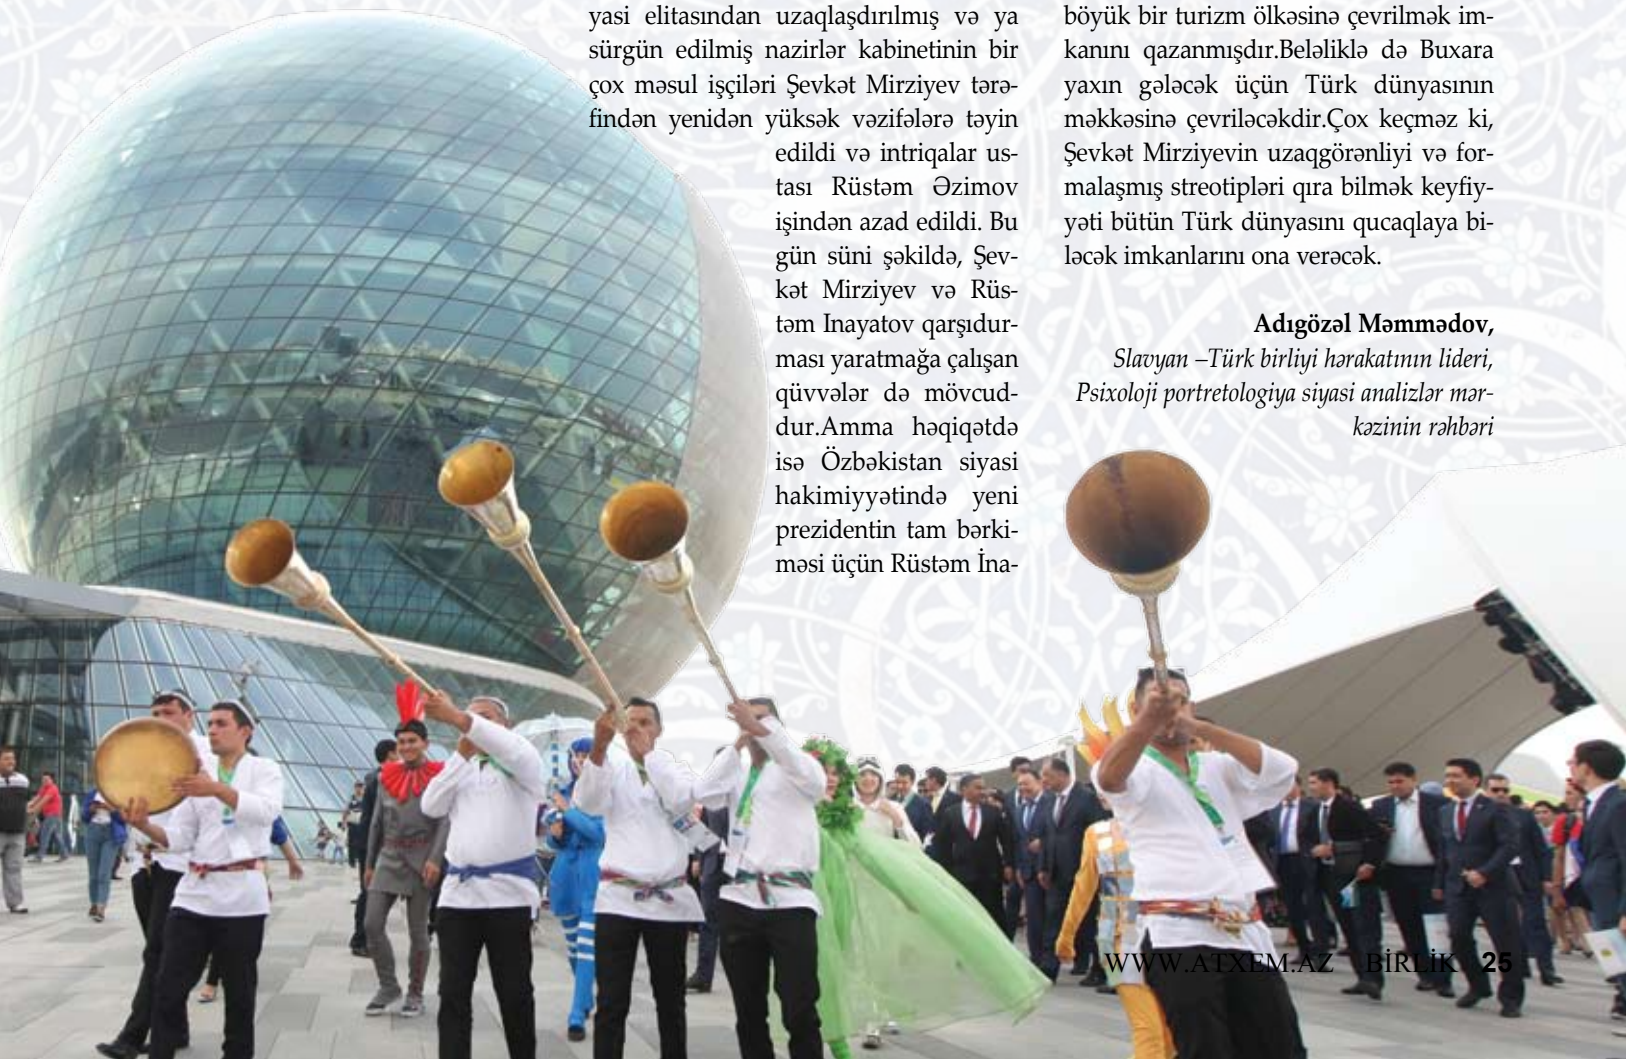 yasi elitasından uzaqlaşdırılmış və ya
sürgün edilmiş nazirlər kabinetinin bir
çox məsul işçiləri Şevkət Mirziyev tərə-
findən yenidən yüksək vəzifələrə təyin
edildi və intriqalar us-
tası Rüstəm Əzimov
işindən azad edildi. Bu
gün süni şəkildə, Şev-
kət Mirziyev və Rüs-
təm Inayatov qarşıdur-
ması yaratmağa çalışan
qüvvələr də mövcud-
dur.Amma həqiqətdə
isə Özbəkistan siyasi
hakimiyyətində yeni
prezidentin tam bərki-
məsi üçün Rüstəm İna-
böyük bir turizm ölkəsinə çevrilmək im-
kanını qazanmışdır.Beləliklə də Buxara
yaxın gələcək üçün Türk dünyasının
məkkəsinə çevriləcəkdir.Çox keçməz ki,
Şevkət Mirziyevin uzaqgörənliyi və for-
malaşmış streotipləri qıra bilmək keyfiy-
yəti bütün Türk dünyasını qucaqlaya bi-
ləcək imkanlarını ona verəcək.
Adıgözəl Məmmədov,
Slavyan –Türk birliyi hərakatının lideri,
Psixoloji portretologiya siyasi analizlər mər-
kəzinin rəhbəri
WWW.ATXEM.AZ BİRLİK 25